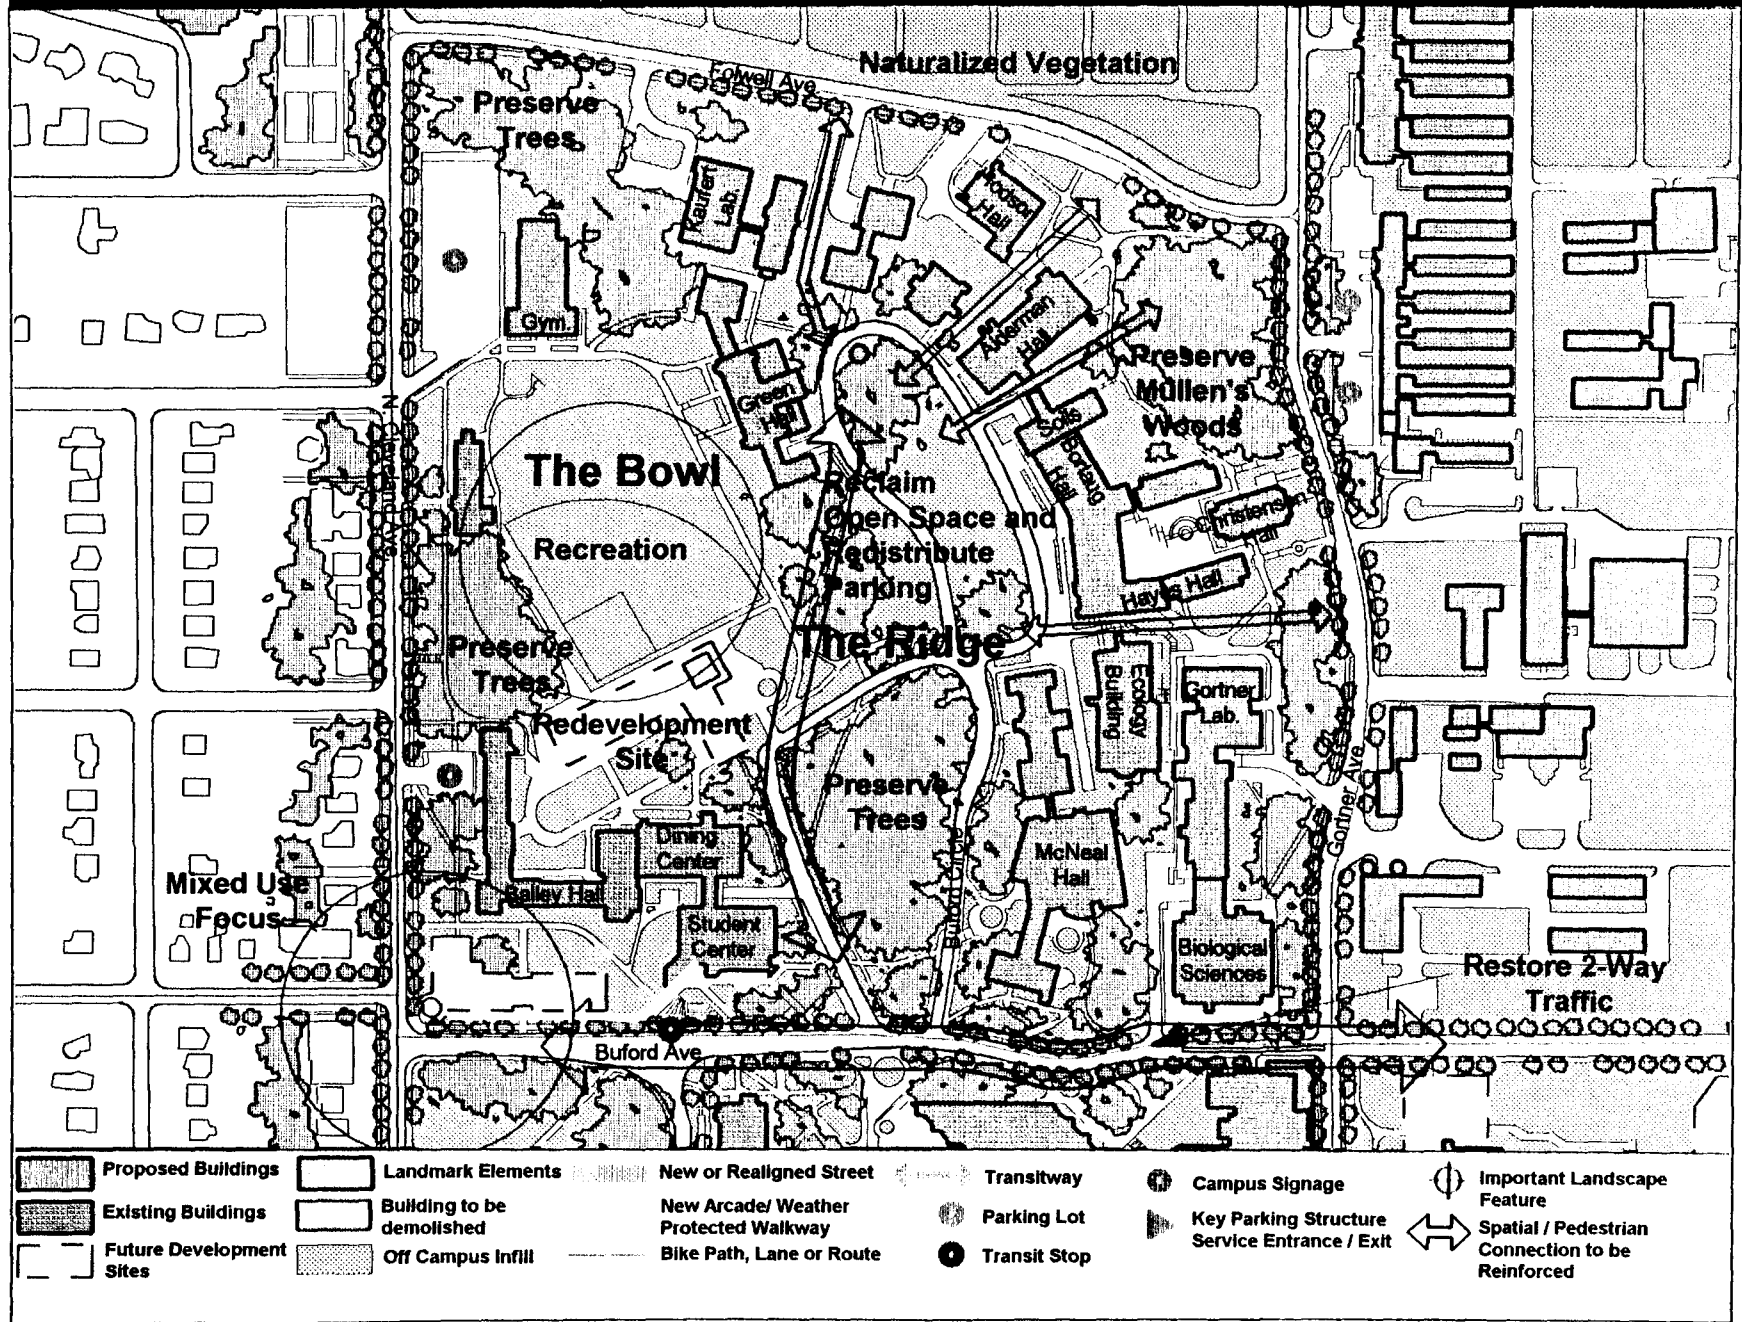 Naturalized Vegetation
Folwell Ave
Preserve
Trees
Kaufert
Lab.
Hodson
Hall
Gym.
Alderman
Hall
Preserve
Mullen's
Woods
Green
Hall
Soils
Borlaug
Hall
N Cleveland Ave
The Bowl
Reclaim
Open Space and
Redistribute
Parking
Christensen
Hall
Recreation
Hayes Hall
The Ridge
Preserve
Trees
Ecology
Building
Gortner
Lab.
Redevelopment
Site
Preserve
Trees
Gortner Ave
Dining
Center
McNeal
Hall
Mixed Use
Focus
Bailey Hall
Buford Circle
Student
Center
Biological
Sciences
Restore 2-Way
Traffic
Buford Ave
Proposed Buildings
Existing Buildings
Future Development
Sites
Landmark Elements
Building to be
demolished
Off Campus Infill
New or Realigned Street
New Arcade/ Weather
Protected Walkway
Bike Path, Lane or Route
Transitway
Parking Lot
Transit Stop
Campus Signage
Key Parking Structure
Service Entrance / Exit
Important Landscape
Feature
Spatial / Pedestrian
Connection to be
Reinforced